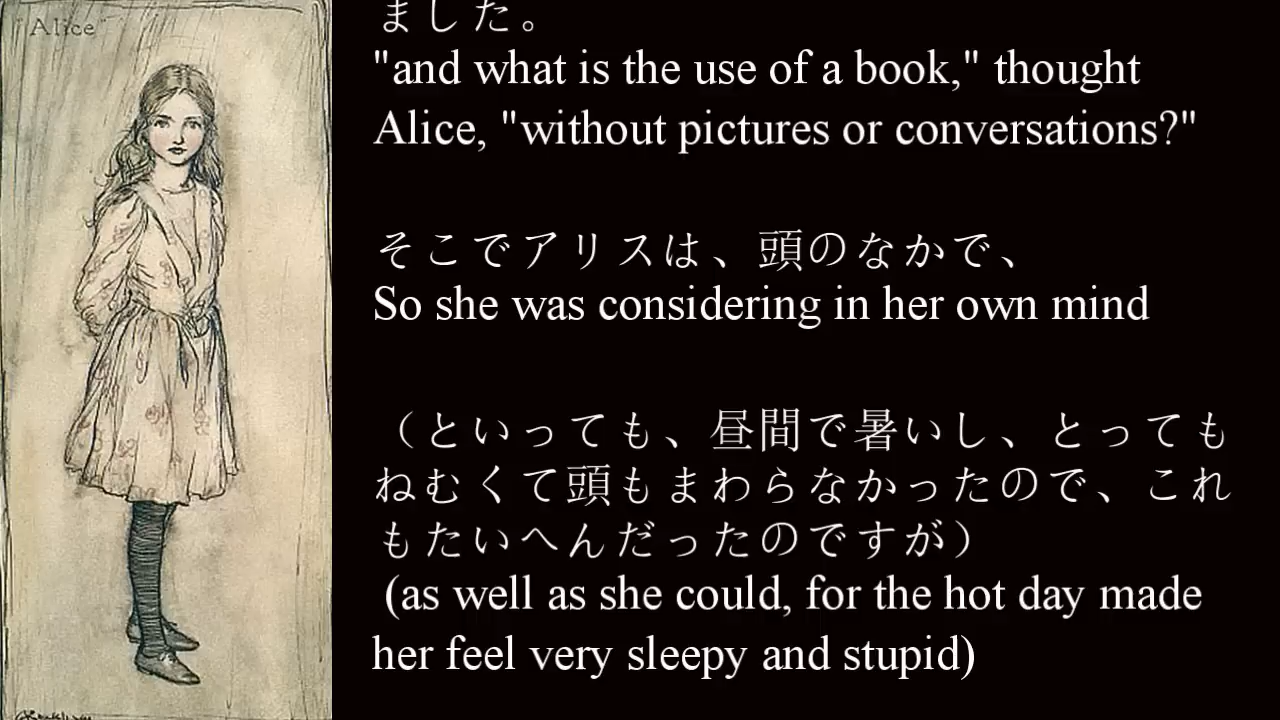 "Alice"
ました。
"and what is the use of a book," thought
Alice, "without pictures or conversations?"
そこでアリスは、頭のなかで、
So she was considering in her own mind
（といっても、昼間で暑いし、とっても
ねむくて頭もまわらなかったので、これ
もたいへんだったのですが）
(as well as she could, for the hot day made
her feel very sleepy and stupid)